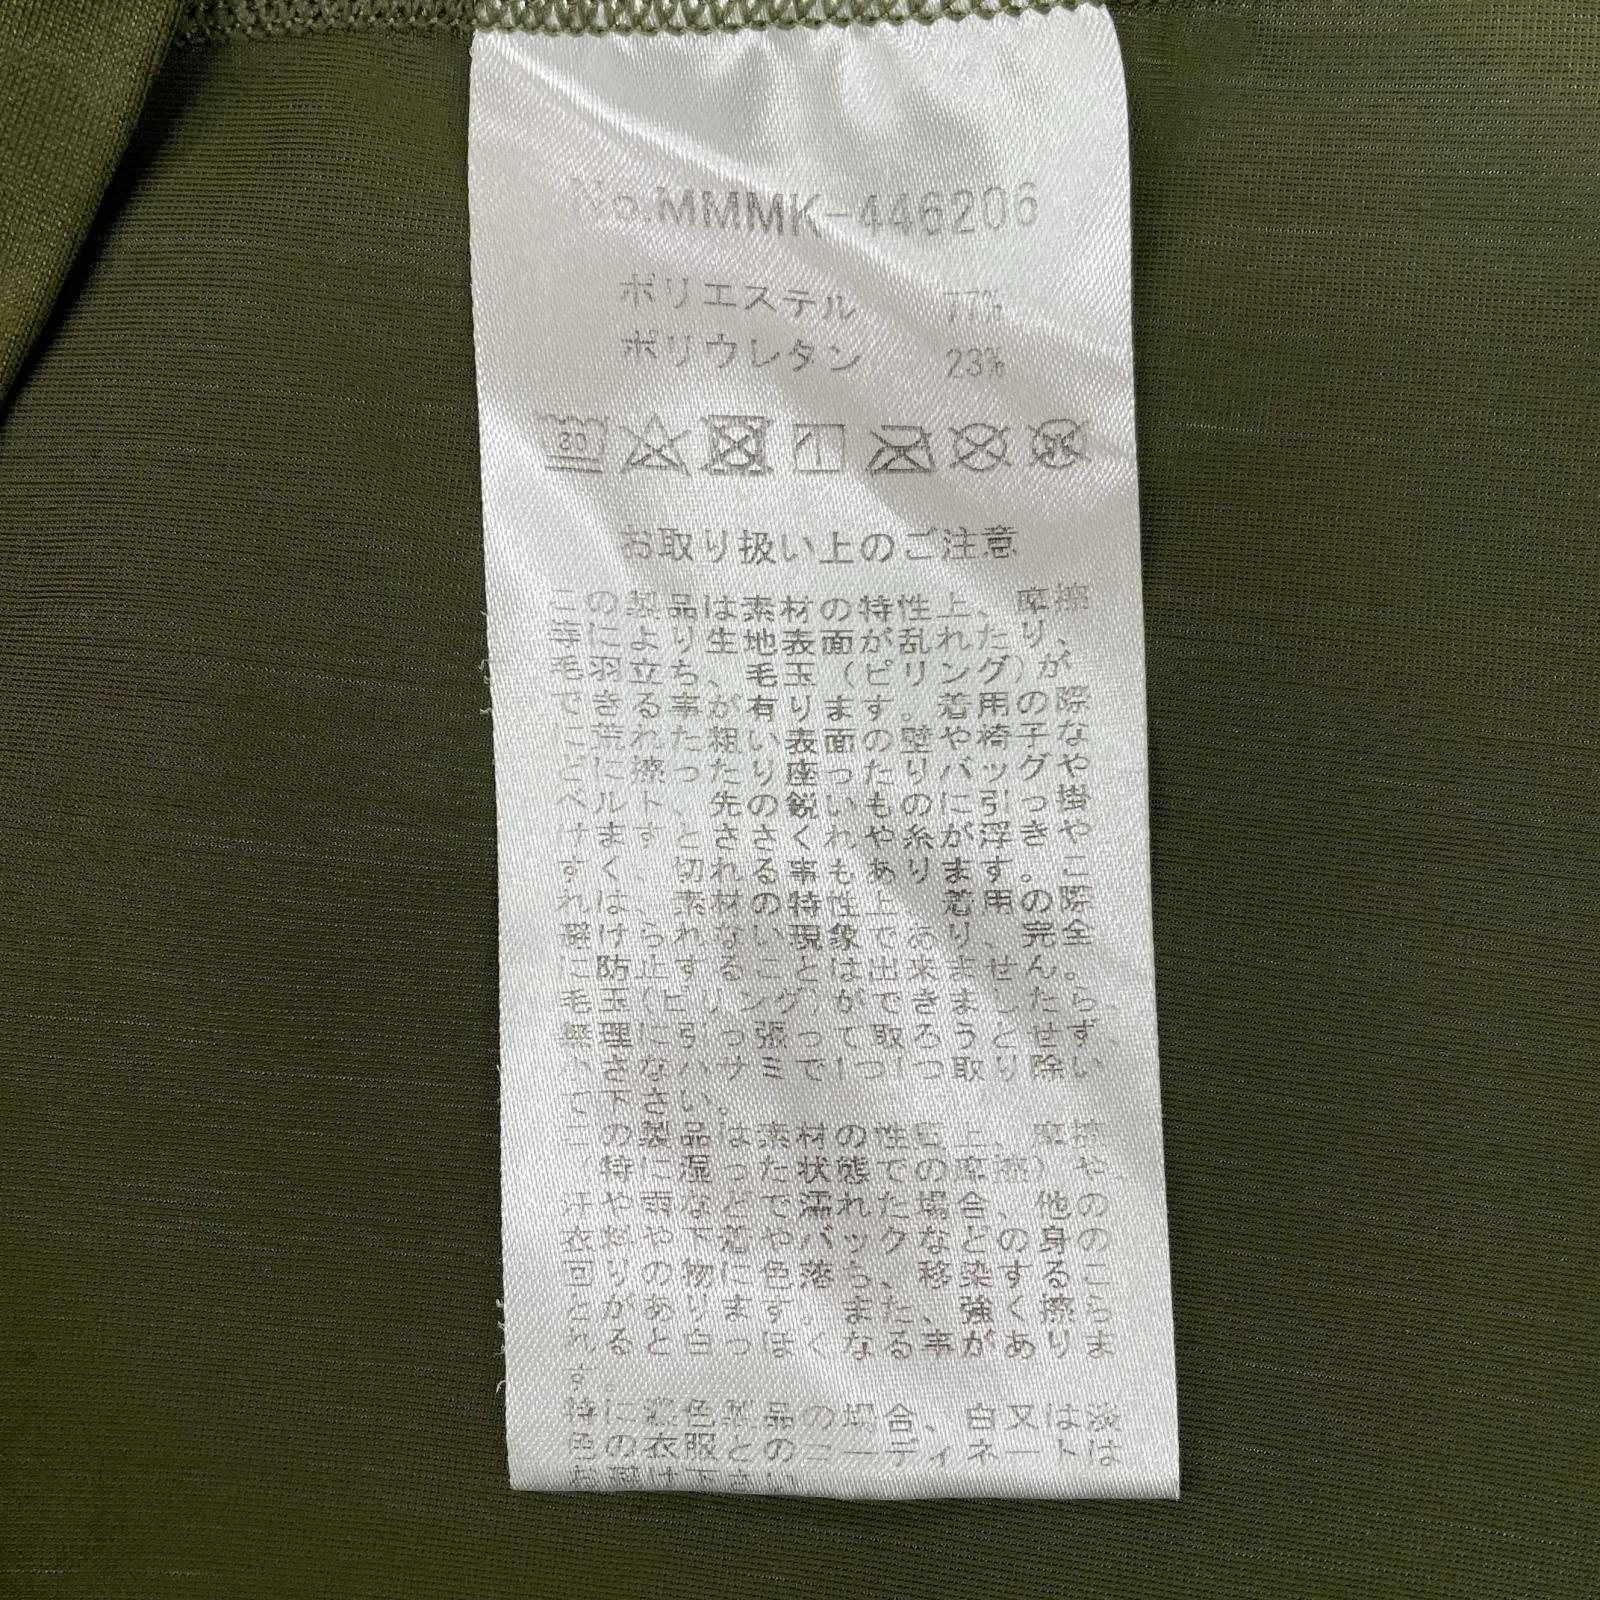 No.MMMK-446206
ポリエステル 77%
ポリウレタン 23%
30
お取り扱い上のご注意
この製品は素材の特性上、摩擦
等により生地表面が乱れたり、
毛羽立ち、毛玉(ピリング)が
できる事が有ります。着用の際
に荒れた粗い表面の壁や椅子な
どに擦ったり座ったりバッグや
ベルト、先の鋭いもの に引っ掛
けますと、さされやがき
すく、切れる事もあります。こ
れは、素材の特性上 着用の際
避けられない現象であり、完全
に防止することは出来ません。
毛玉(ピリング)ができましたら、
無理に引っ張って取ろうとせず、
小さなハサミで1つ1つ取り除い
て下さい。
この製品は素材の性質上、摩擦
(特に湿った状態での摩擦)や
汗や雨などで濡れた場合、他の
衣料や下着やバック などの身の
可りの物に色落ち、移染するこ
とがあります。また、強く擦ら
れると白っぽくなる事がありま
す。
特に濃色製品の場合、白又は淡
色の衣服とのコーディネートは
お避け下さい